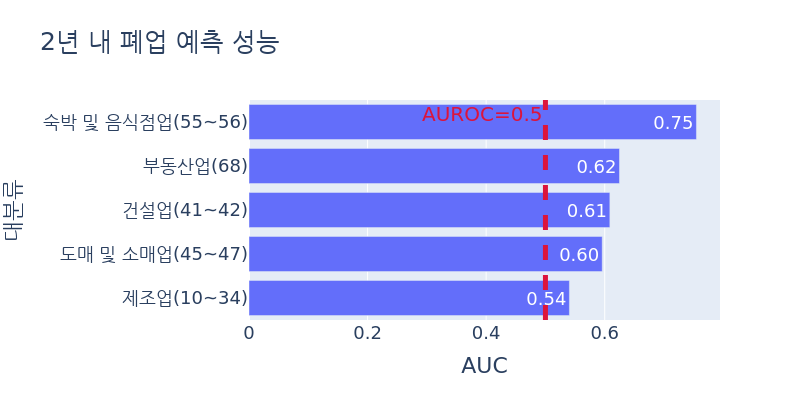 2년 내 폐업 예측 성능
AUROC=0.5
숙박 및 음식점업(55~56)
0.75
부동산업(68)
0.62
건설업(41~42)
0.61
도매 및 소매업(45~47)
0.60
제조업(10~34)
0.54
대분류
0 0.2 0.4 0.6
AUC